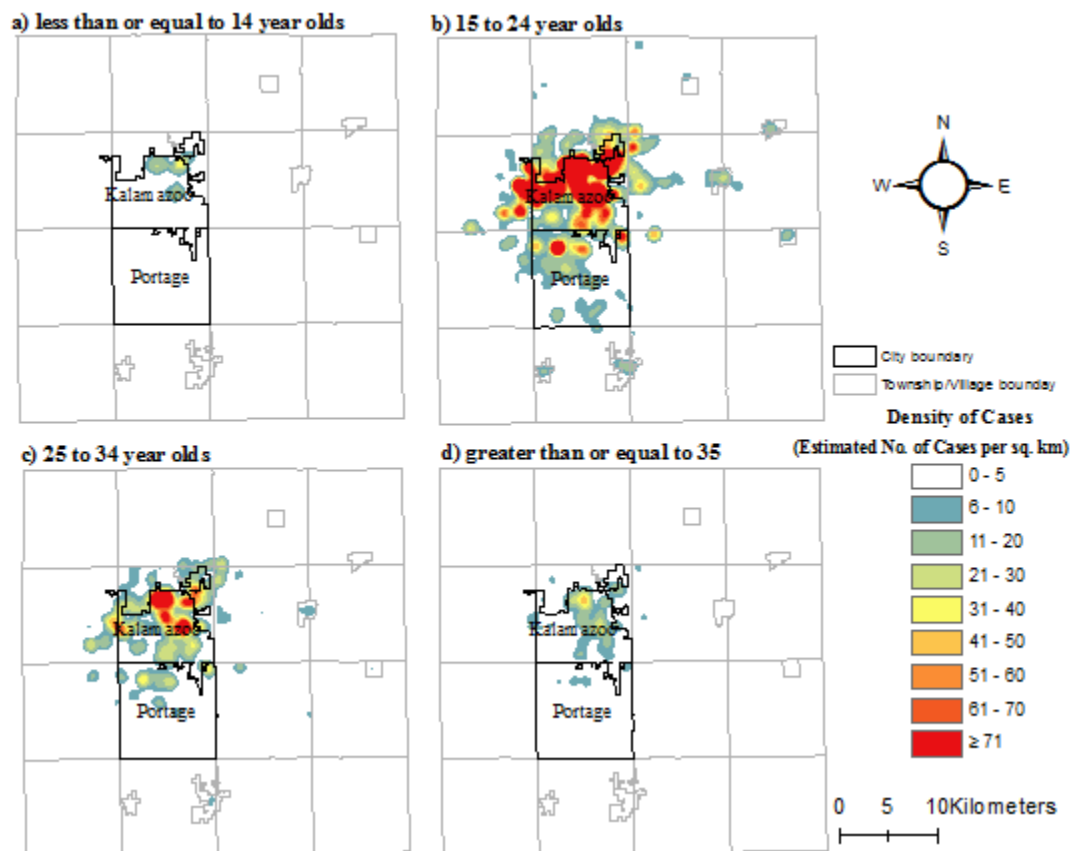 a) less than or equal to 14 year olds
Kalamazoo
Portage
b) 15 to 24 year olds
Kalamazoo
Portage
N
W
E
S
City boundary
Township/Village bounday
Density of Cases
(Estimated No. of Cases per sq. km)
0 - 5
6 - 10
11 - 20
21 - 30
31 - 40
41 - 50
51 - 60
61 - 70
≥ 71
c) 25 to 34 year olds
Kalamazoo
Portage
d) greater than or equal to 35
Kalamazoo
Portage
0 5 10Kilometers